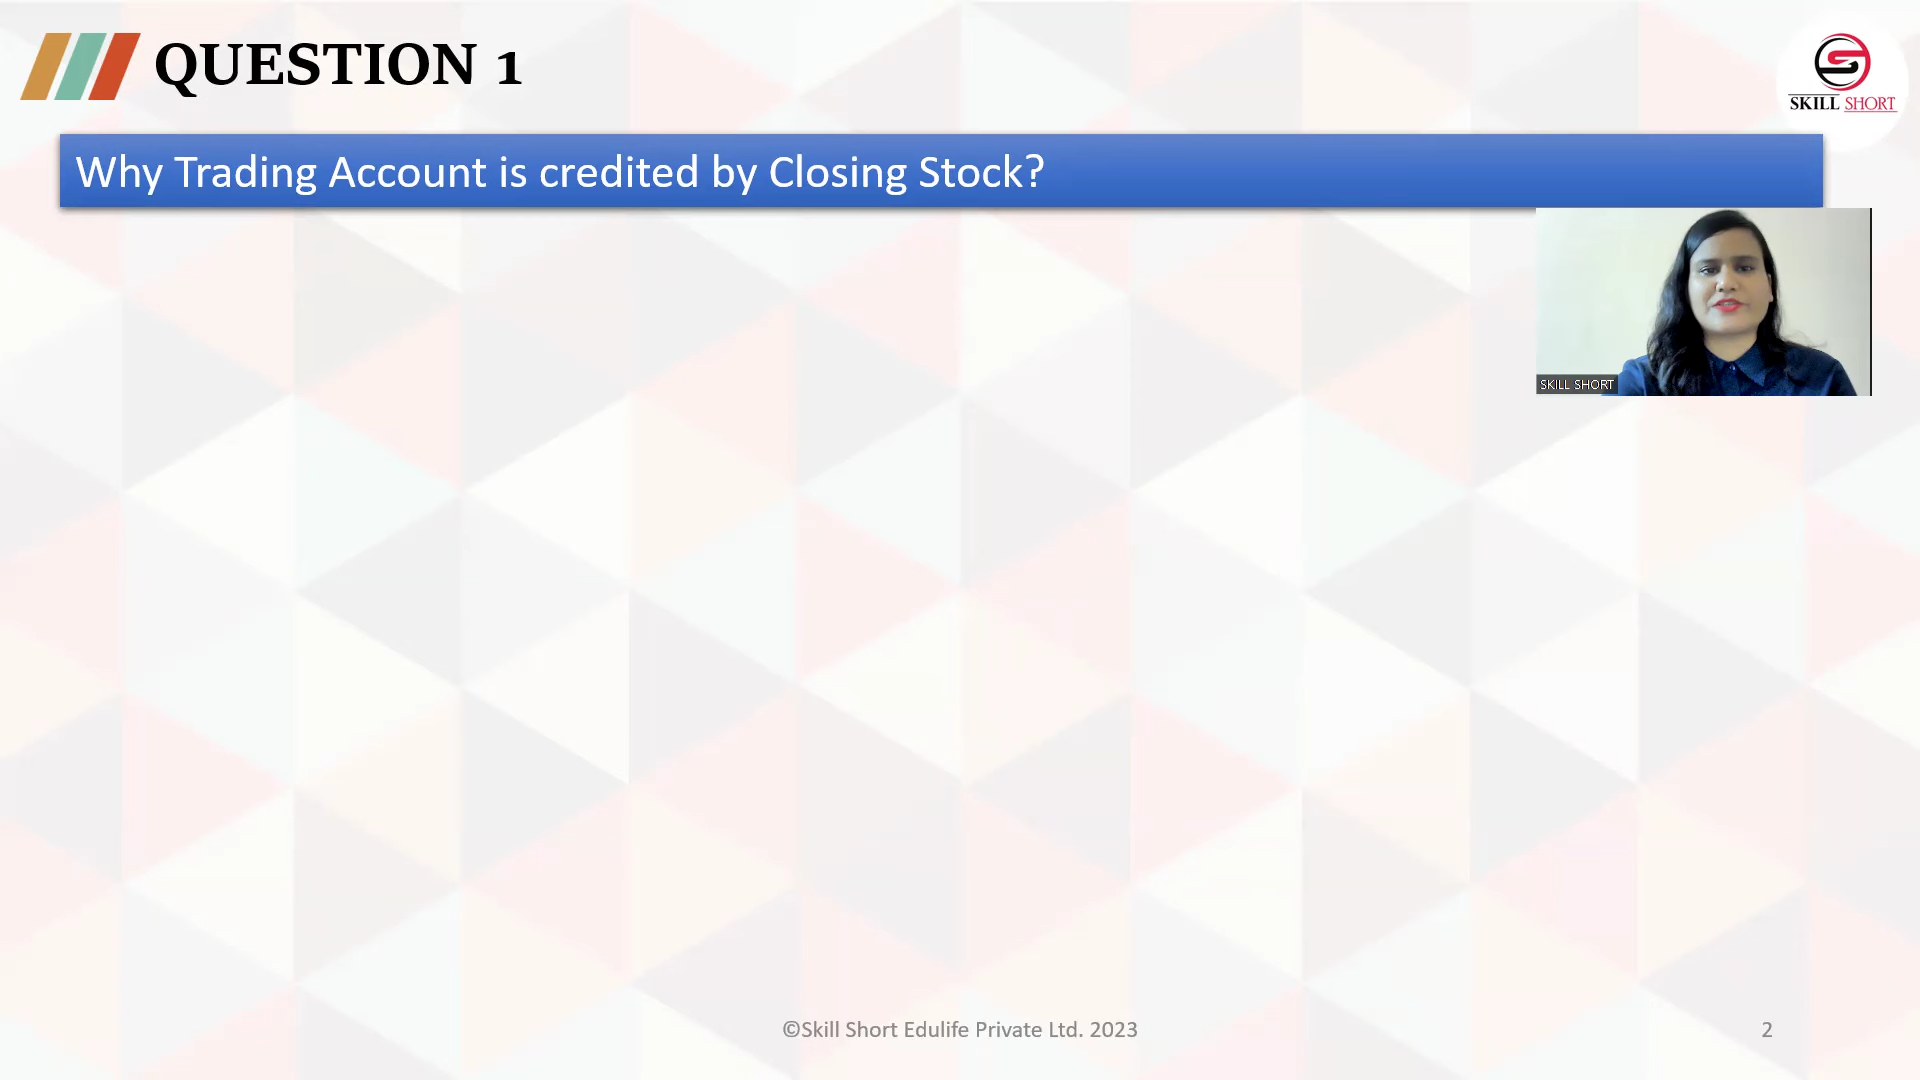 QUESTION 1
SKILL SHORT
Why Trading Account is credited by Closing Stock?
SKILL SHORT
©Skill Short Edulife Private Ltd. 2023
2